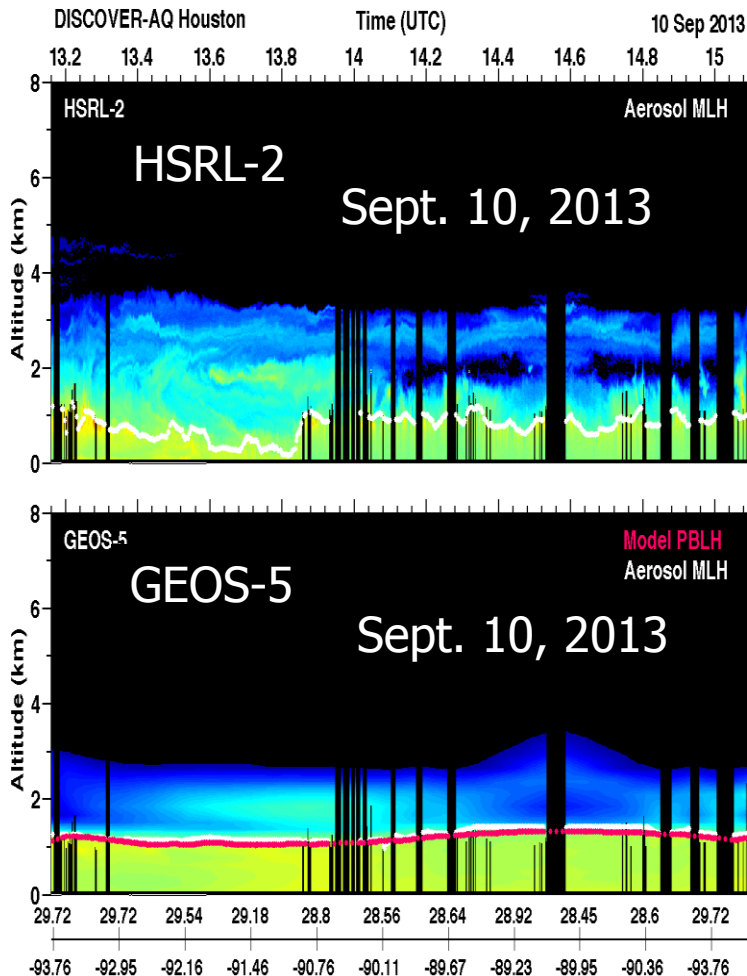 DISCOVER-AQ Houston Time (UTC) 10 Sep 2013
13.2 13.4 13.6 13.8 14 14.2 14.4 14.6 14.8 15
8
HSRL-2 Aerosol MLH
HSRL-2
6
Sept. 10, 2013
Altitude (km)
4
2
0
8
GEOS-5 Model PBLH
Aerosol MLH
GEOS-5
6
Sept. 10, 2013
Altitude (km)
4
2
0
29.72 29.72 29.54 29.18 28.8 28.56 28.64 28.92 28.45 28.6 29.72
-93.76 -92.95 -92.16 -91.46 -90.76 -90.11 -89.67 -89.23 -89.95 -90.36 -93.76